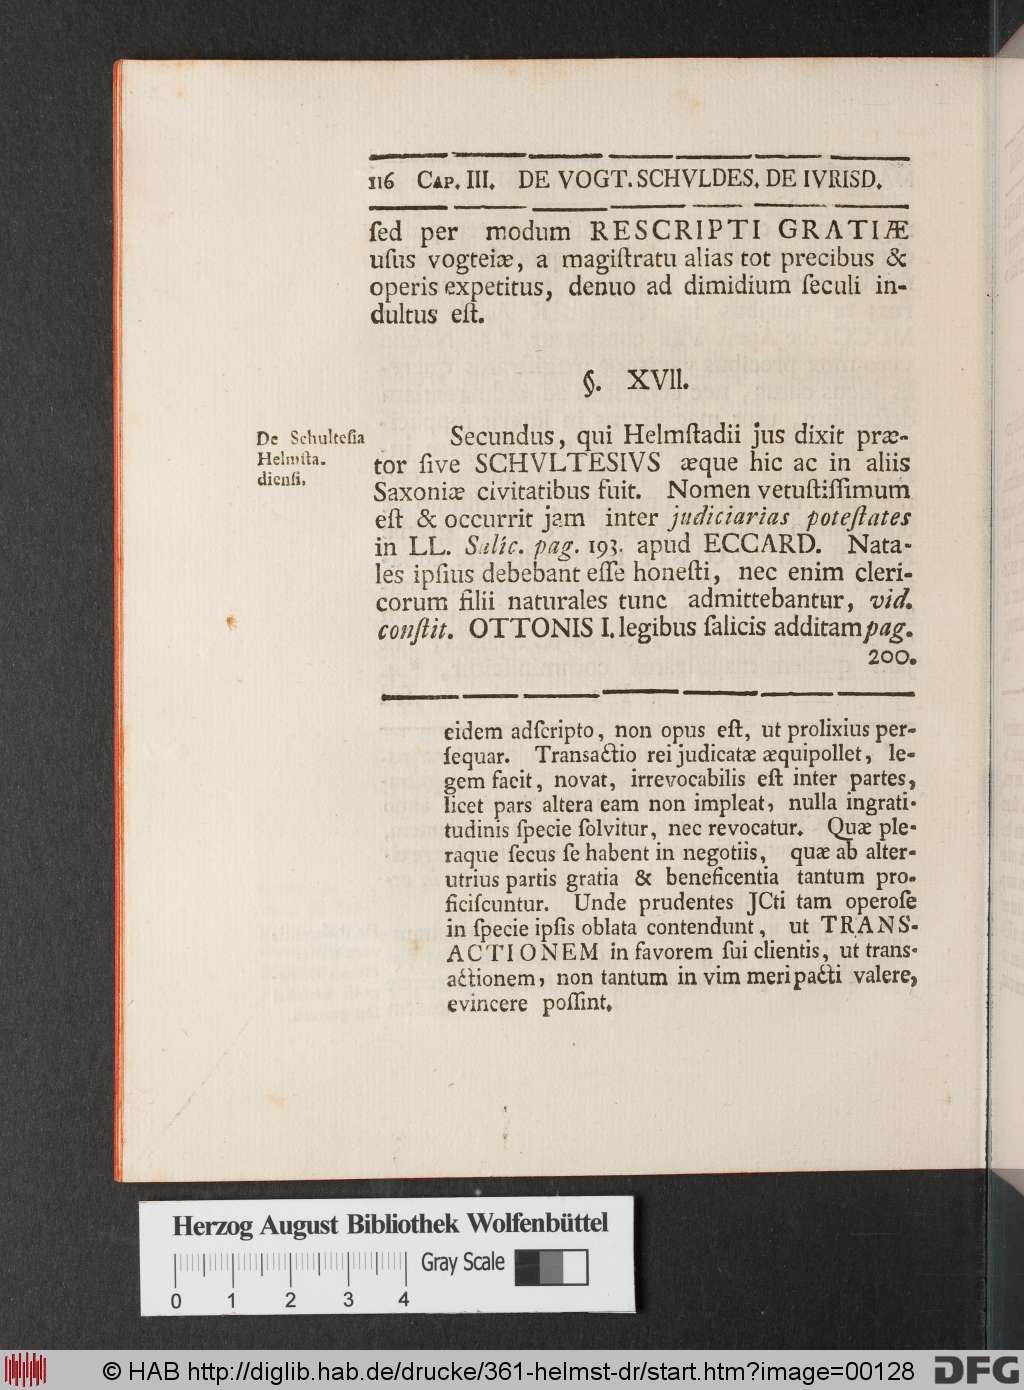 116 CAP. III. DE VOGT. SCHVLDES. DE IVRISD.
ſed per modum RESCRIPTI GRATIÆ
uſus vogteiæ, a magiſtratu alias tot precibus &
operis expetitus, denuo ad dimidium ſeculi in-
dultus eſt.
§. XVII.
De Schulteſia
Helmſta-
dienſi.
Secundus, qui Helmſtadii jus dixit præ-
tor ſive SCHVLTESIVS æque hic ac in aliis
Saxoniæ civitatibus fuit. Nomen vetuſtiſſimum
eſt & occurrit jam inter judiciarias poteſtates
in LL. Salic. pag. 193. apud ECCARD. Nata-
les ipſius debebant eſſe honeſti, nec enim cleri-
corum filii naturales tunc admittebantur, vid.
conſtit. OTTONIS I. legibus ſalicis additam pag.
200.
eidem adſcripto, non opus eſt, ut prolixius per-
ſequar. Transactio rei judicatæ æquipollet, le-
gem facit, novat, irrevocabilis eſt inter partes,
licet pars altera eam non impleat, nulla ingrati-
tudinis ſpecie ſolvitur, nec revocatur. Quæ ple-
raque ſecus ſe habent in negotiis, quæ ab alter-
utrius partis gratia & beneficentia tantum pro-
ficiſcuntur. Unde prudentes JCti tam operoſe
in ſpecie ipſis oblata contendunt, ut TRANS-
ACTIONEM in favorem ſui clientis, ut trans-
actionem, non tantum in vim meri pacti valere,
evincere poſſint.
Herzog August Bibliothek Wolfenbüttel
Gray Scale
0 1 2 3 4
© HAB http://diglib.hab.de/drucke/361-helmst-dr/start.htm?image=00128
DFG